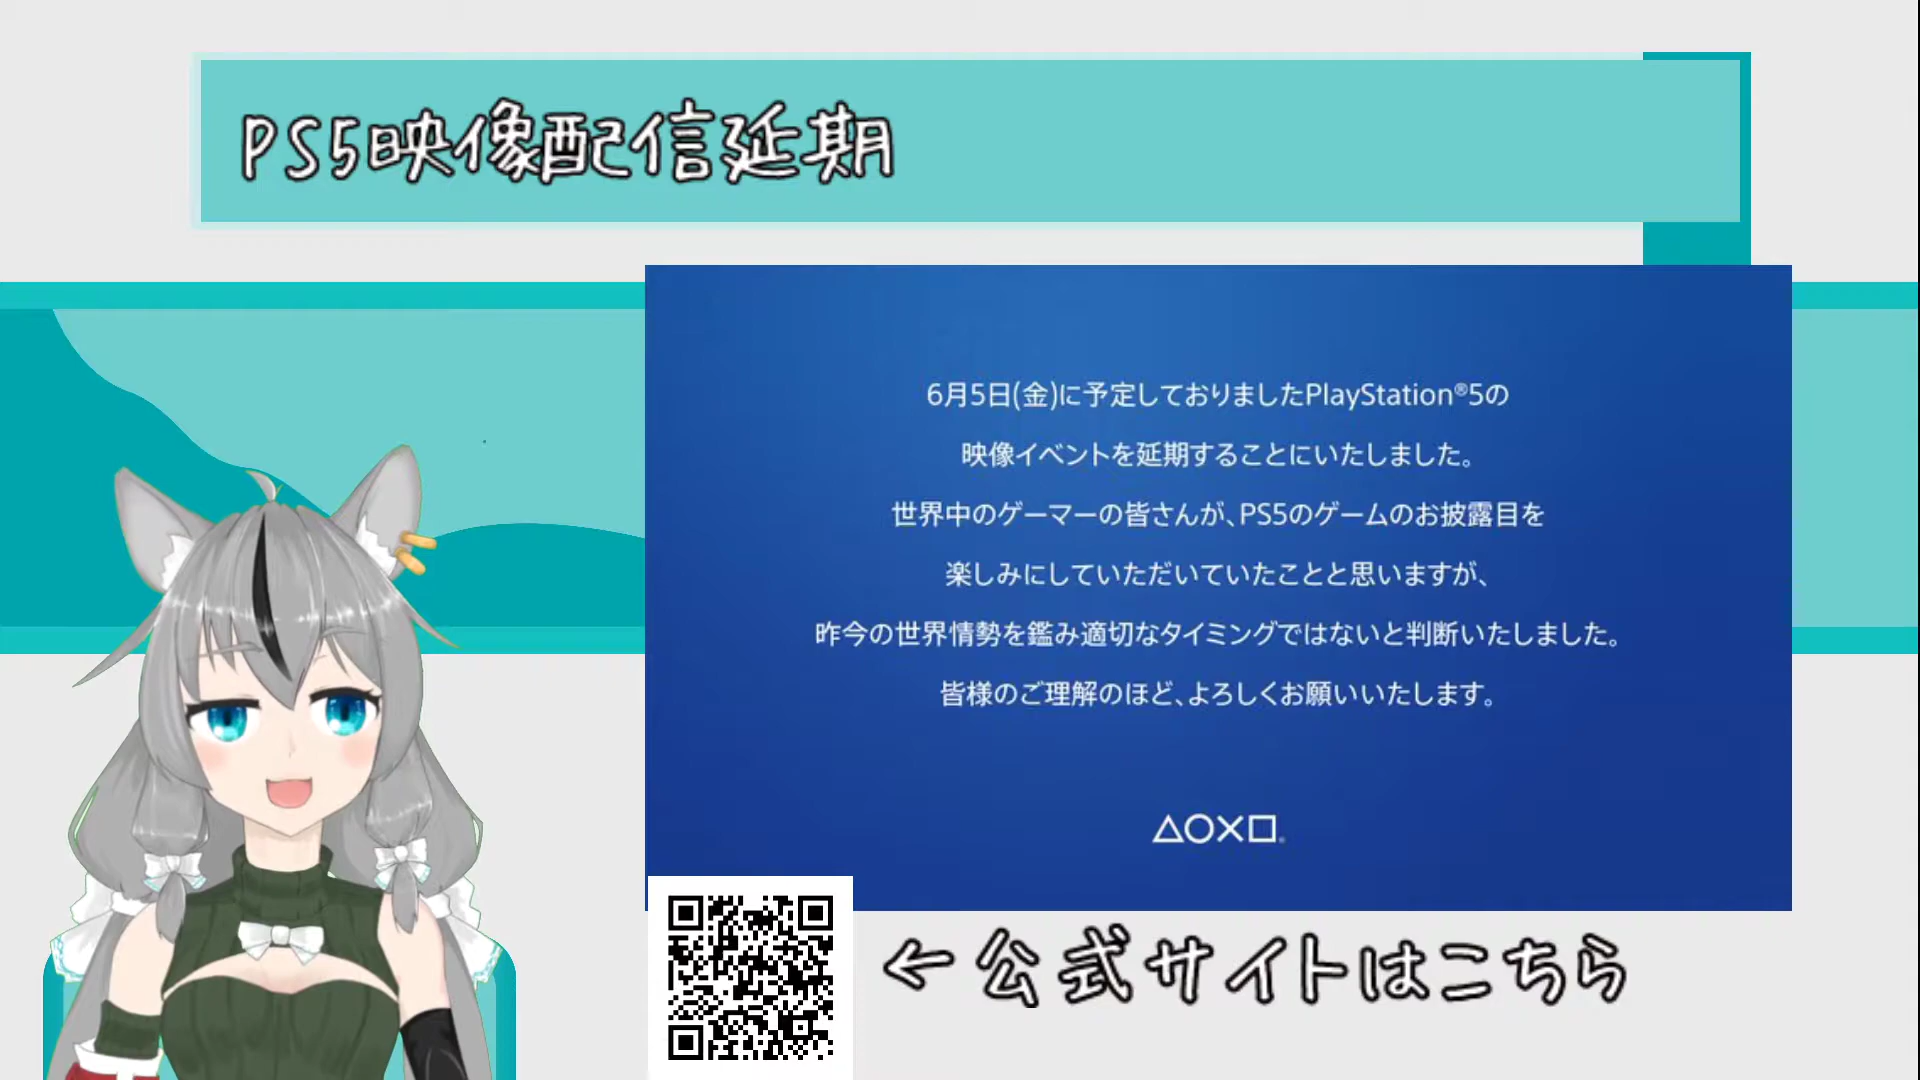 PS5映像配信延期
6月5日(金)に予定しておりましたPlayStation®5の
映像イベントを延期することにいたしました。
世界中のゲーマーの皆さんが、PS5のゲームのお披露目を
楽しみにしていただいていたことと思いますが、
昨今の世界情勢を鑑み適切なタイミングではないと判断いたしました。
皆様のご理解のほど、よろしくお願いいたします。
←公式サイトはこちら